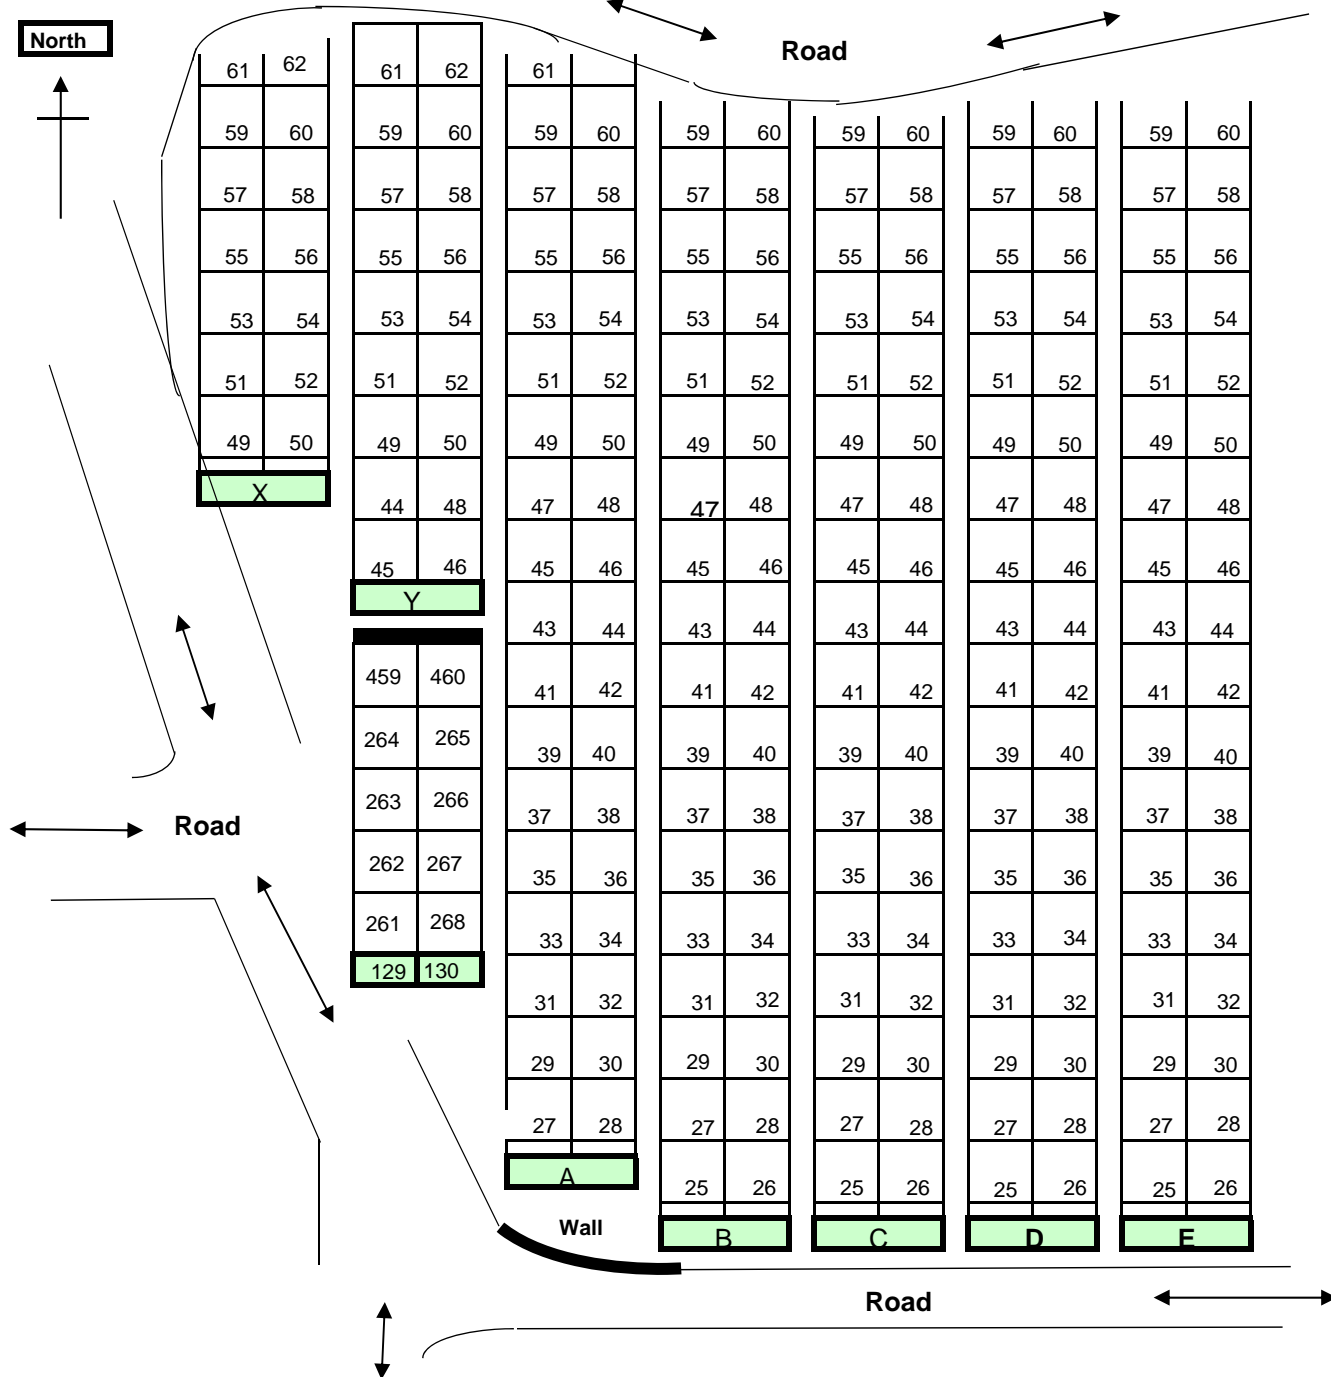 North
Road
61 62 61 62 61
59 60 59 60 59 60 59 60 59 60 59 60 59 60
57 58 57 58 57 58 57 58 57 58 57 58 57 58
55 56 55 56 55 56 55 56 55 56 55 56 55 56
53 54 53 54 53 54 53 54 53 54 53 54 53 54
51 52 51 52 51 52 51 52 51 52 51 52 51 52
49 50 49 50 49 50 49 50 49 50 49 50 49 50
X 44 48 47 48 47 48 47 48 47 48 47 48
45 46 45 46 45 46 45 46 45 46 45 46
Y
43 44 43 44 43 44 43 44 43 44
459 460 41 42 41 42 41 42 41 42 41 42
264 265 39 40 39 40 39 40 39 40 39 40
263 266 37 38 37 38 37 38 37 38 37 38
Road
262 267 35 36 35 36 35 36 35 36 35 36
261 268 33 34 33 34 33 34 33 34 33 34
129 130
31 32 31 32 31 32 31 32 31 32
29 30 29 30 29 30 29 30 29 30
27 28 27 28 27 28 27 28 27 28
A 25 26 25 26 25 26 25 26
Wall B C D E
Road